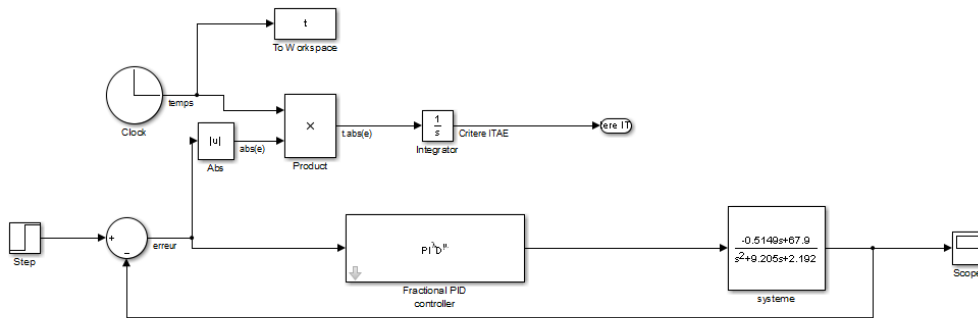 t
To Workspace
temps
Clock
|u|
abs(e)
Abs
×
Product
t.abs(e)
1
s
Integrator
Critere ITAE
ere IT
Step
+
−
erreur
PI^λD^μ
Fractional PID
controller
-0.5149s+67.9
s²+9.205s+2.192
systeme
Scope